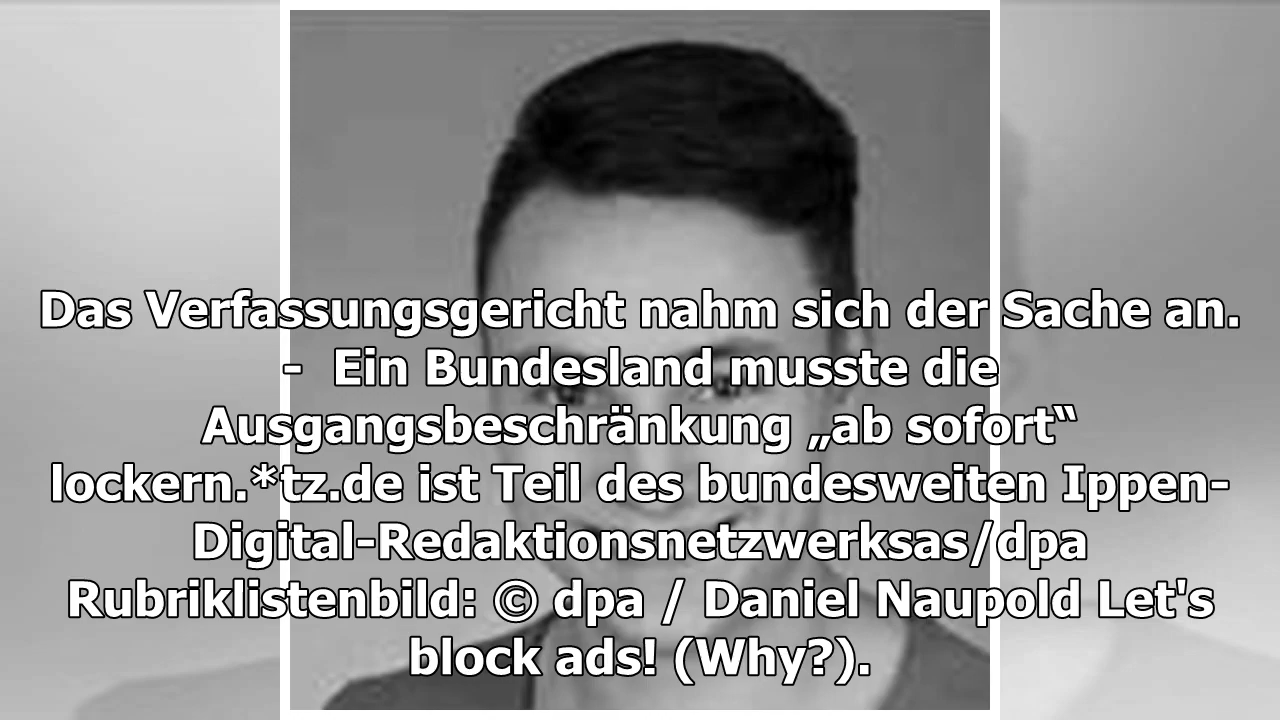 Das Verfassungsgericht nahm sich der Sache an.
-  Ein Bundesland musste die
Ausgangsbeschränkung „ab sofort“
lockern.*tz.de ist Teil des bundesweiten Ippen-
Digital-Redaktionsnetzwerksas/dpa
Rubriklistenbild: © dpa / Daniel Naupold Let's
block ads! (Why?).